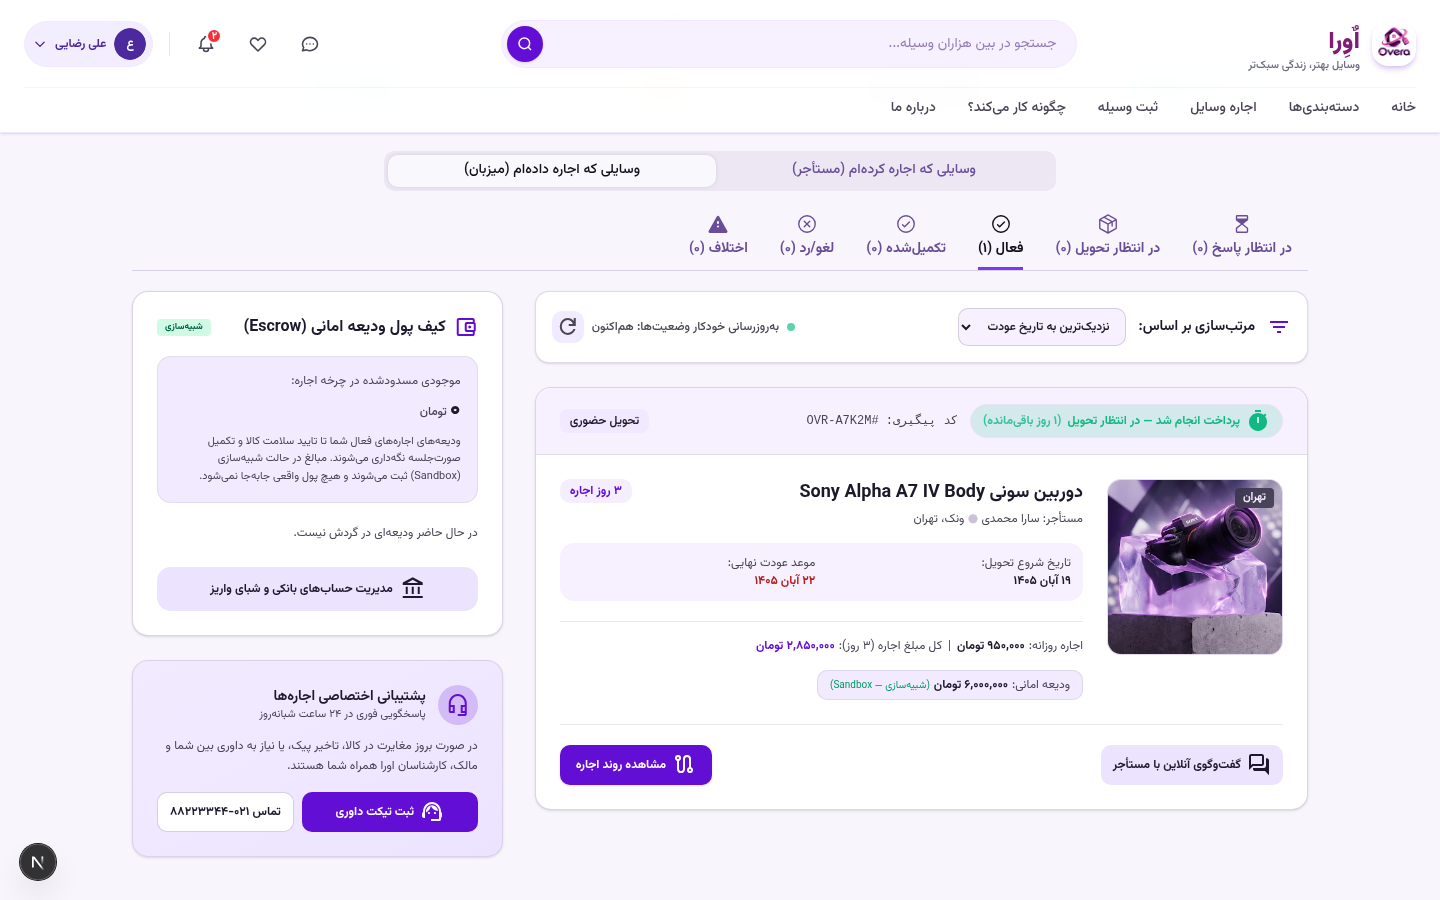 Overa
اُوِرا
وسایل بهتر، زندگی سبک‌تر
جستجو در بین هزاران وسیله...
۲
ع
علی رضایی
خانه
دسته‌بندی‌ها
اجاره وسایل
ثبت وسیله
چگونه کار می‌کند؟
درباره ما
وسایلی که اجاره کرده‌ام (مستأجر)
وسایلی که اجاره داده‌ام (میزبان)
در انتظار پاسخ (۰)
در انتظار تحویل (۰)
فعال (۱)
تکمیل‌شده (۰)
لغو/رد (۰)
اختلاف (۰)
مرتب‌سازی بر اساس:
نزدیک‌ترین به تاریخ عودت
به‌روزرسانی خودکار وضعیت‌ها: هم‌اکنون
پرداخت انجام شد — در انتظار تحویل (۱ روز باقی‌مانده)
کد پیگیری: #OVR-A7K2M
تحویل حضوری
تهران
SONY
دوربین سونی Sony Alpha A7 IV Body
۳ روز اجاره
مستأجر: سارا محمدی
ونک، تهران
تاریخ شروع تحویل:
۱۹ آبان ۱۴۰۵
موعد عودت نهایی:
۲۲ آبان ۱۴۰۵
اجاره روزانه: ۹۵۰,۰۰۰ تومان | کل مبلغ اجاره (۳ روز): ۲,۸۵۰,۰۰۰ تومان
ودیعه امانی: ۶,۰۰۰,۰۰۰ تومان (شبیه‌سازی — Sandbox)
گفت‌وگوی آنلاین با مستأجر
مشاهده روند اجاره
کیف پول ودیعه امانی (Escrow)
شبیه‌سازی
موجودی مسدودشده در چرخه اجاره:
۰ تومان
ودیعه‌های اجاره‌های فعال شما تا تایید سلامت کالا و تکمیل
صورت‌جلسه نگه‌داری می‌شوند. مبالغ در حالت شبیه‌سازی
(Sandbox) ثبت می‌شوند و هیچ پول واقعی جابه‌جا نمی‌شود.
در حال حاضر ودیعه‌ای در گردش نیست.
مدیریت حساب‌های بانکی و شبای واریز
پشتیبانی اختصاصی اجاره‌ها
پاسخگویی فوری در ۲۴ ساعت شبانه‌روز
در صورت بروز مغایرت در کالا، تاخیر پیک، یا نیاز به داوری بین شما و
مالک، کارشناسان اورا همراه شما هستند.
ثبت تیکت داوری
تماس ۰۲۱-۸۸۲۲۳۳۴۴
N